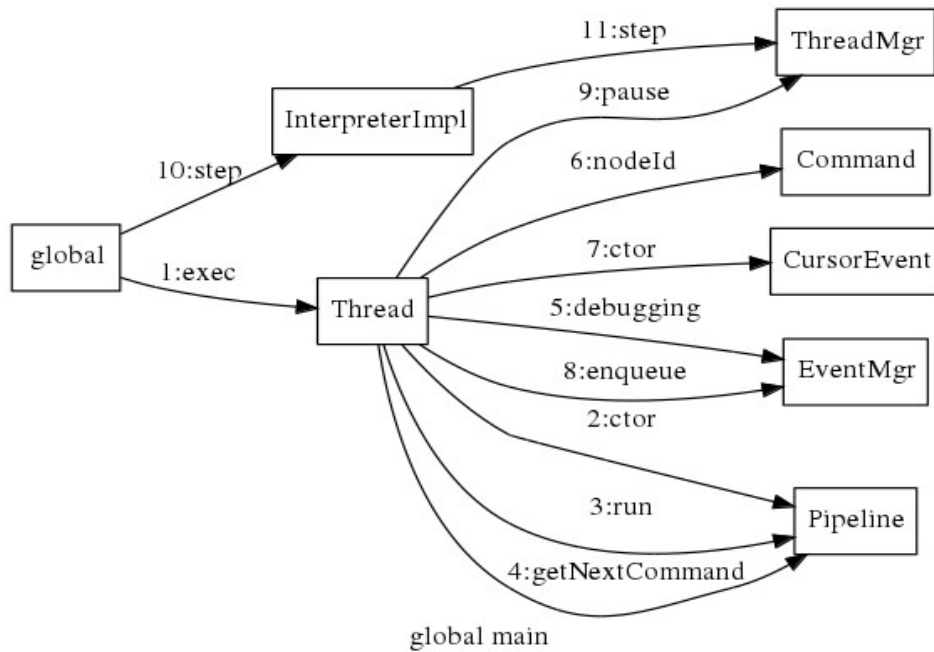 11:step
ThreadMgr
9:pause
InterpreterImpl
6:nodeId
Command
10:step
7:ctor
global
CursorEvent
1:exec
Thread
5:debugging
8:enqueue
EventMgr
2:ctor
3:run
Pipeline
4:getNextCommand
global main